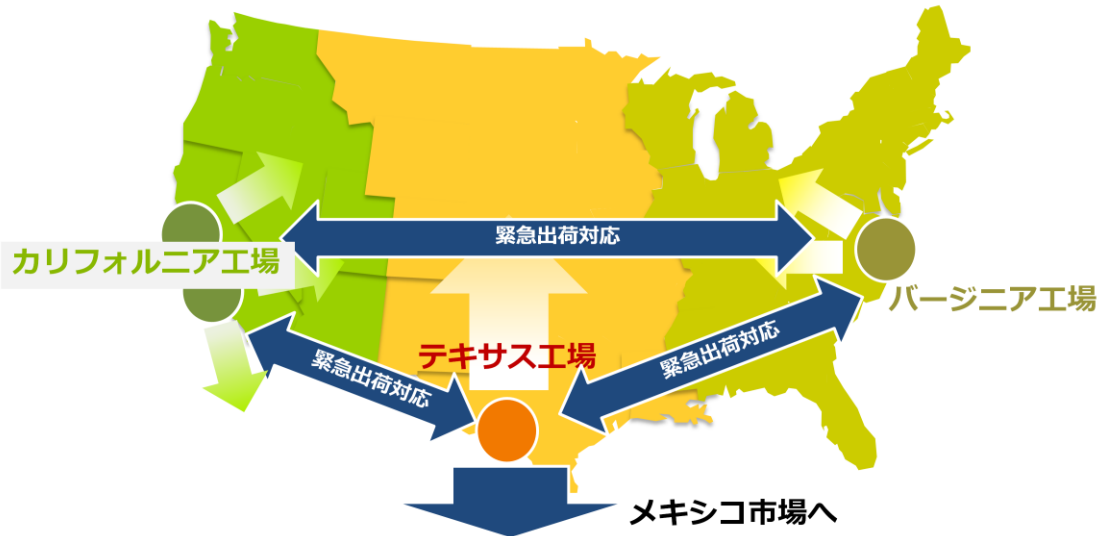 緊急出荷対応
カリフォルニア工場
バージニア工場
テキサス工場
緊急出荷対応
緊急出荷対応
メキシコ市場へ